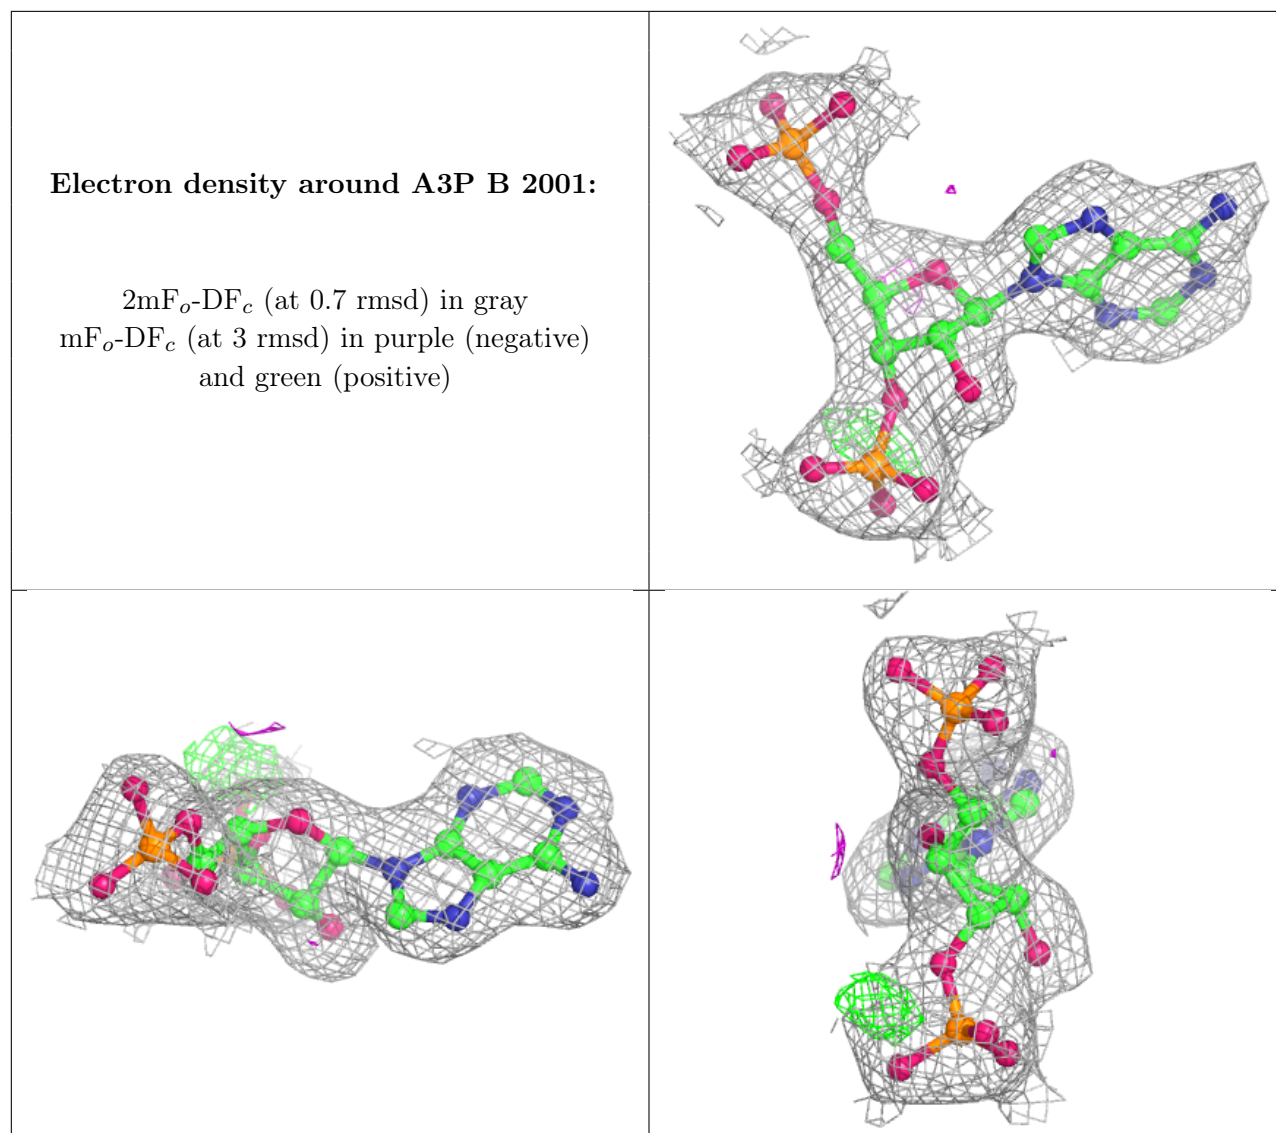 Electron density around A3P B 2001:
2mFo-DFc (at 0.7 rmsd) in gray
mFo-DFc (at 3 rmsd) in purple (negative)
and green (positive)